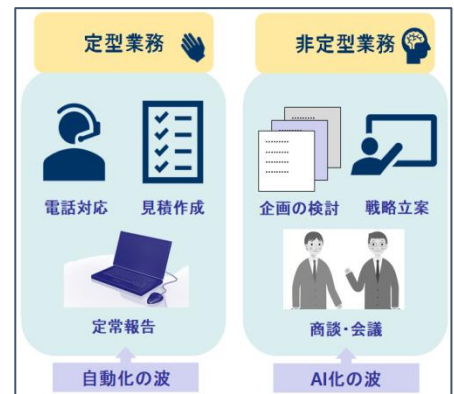 定型業務
非定型業務
電話対応
見積作成
定常報告
自動化の波
企画の検討
戦略立案
商談・会議
AI化の波